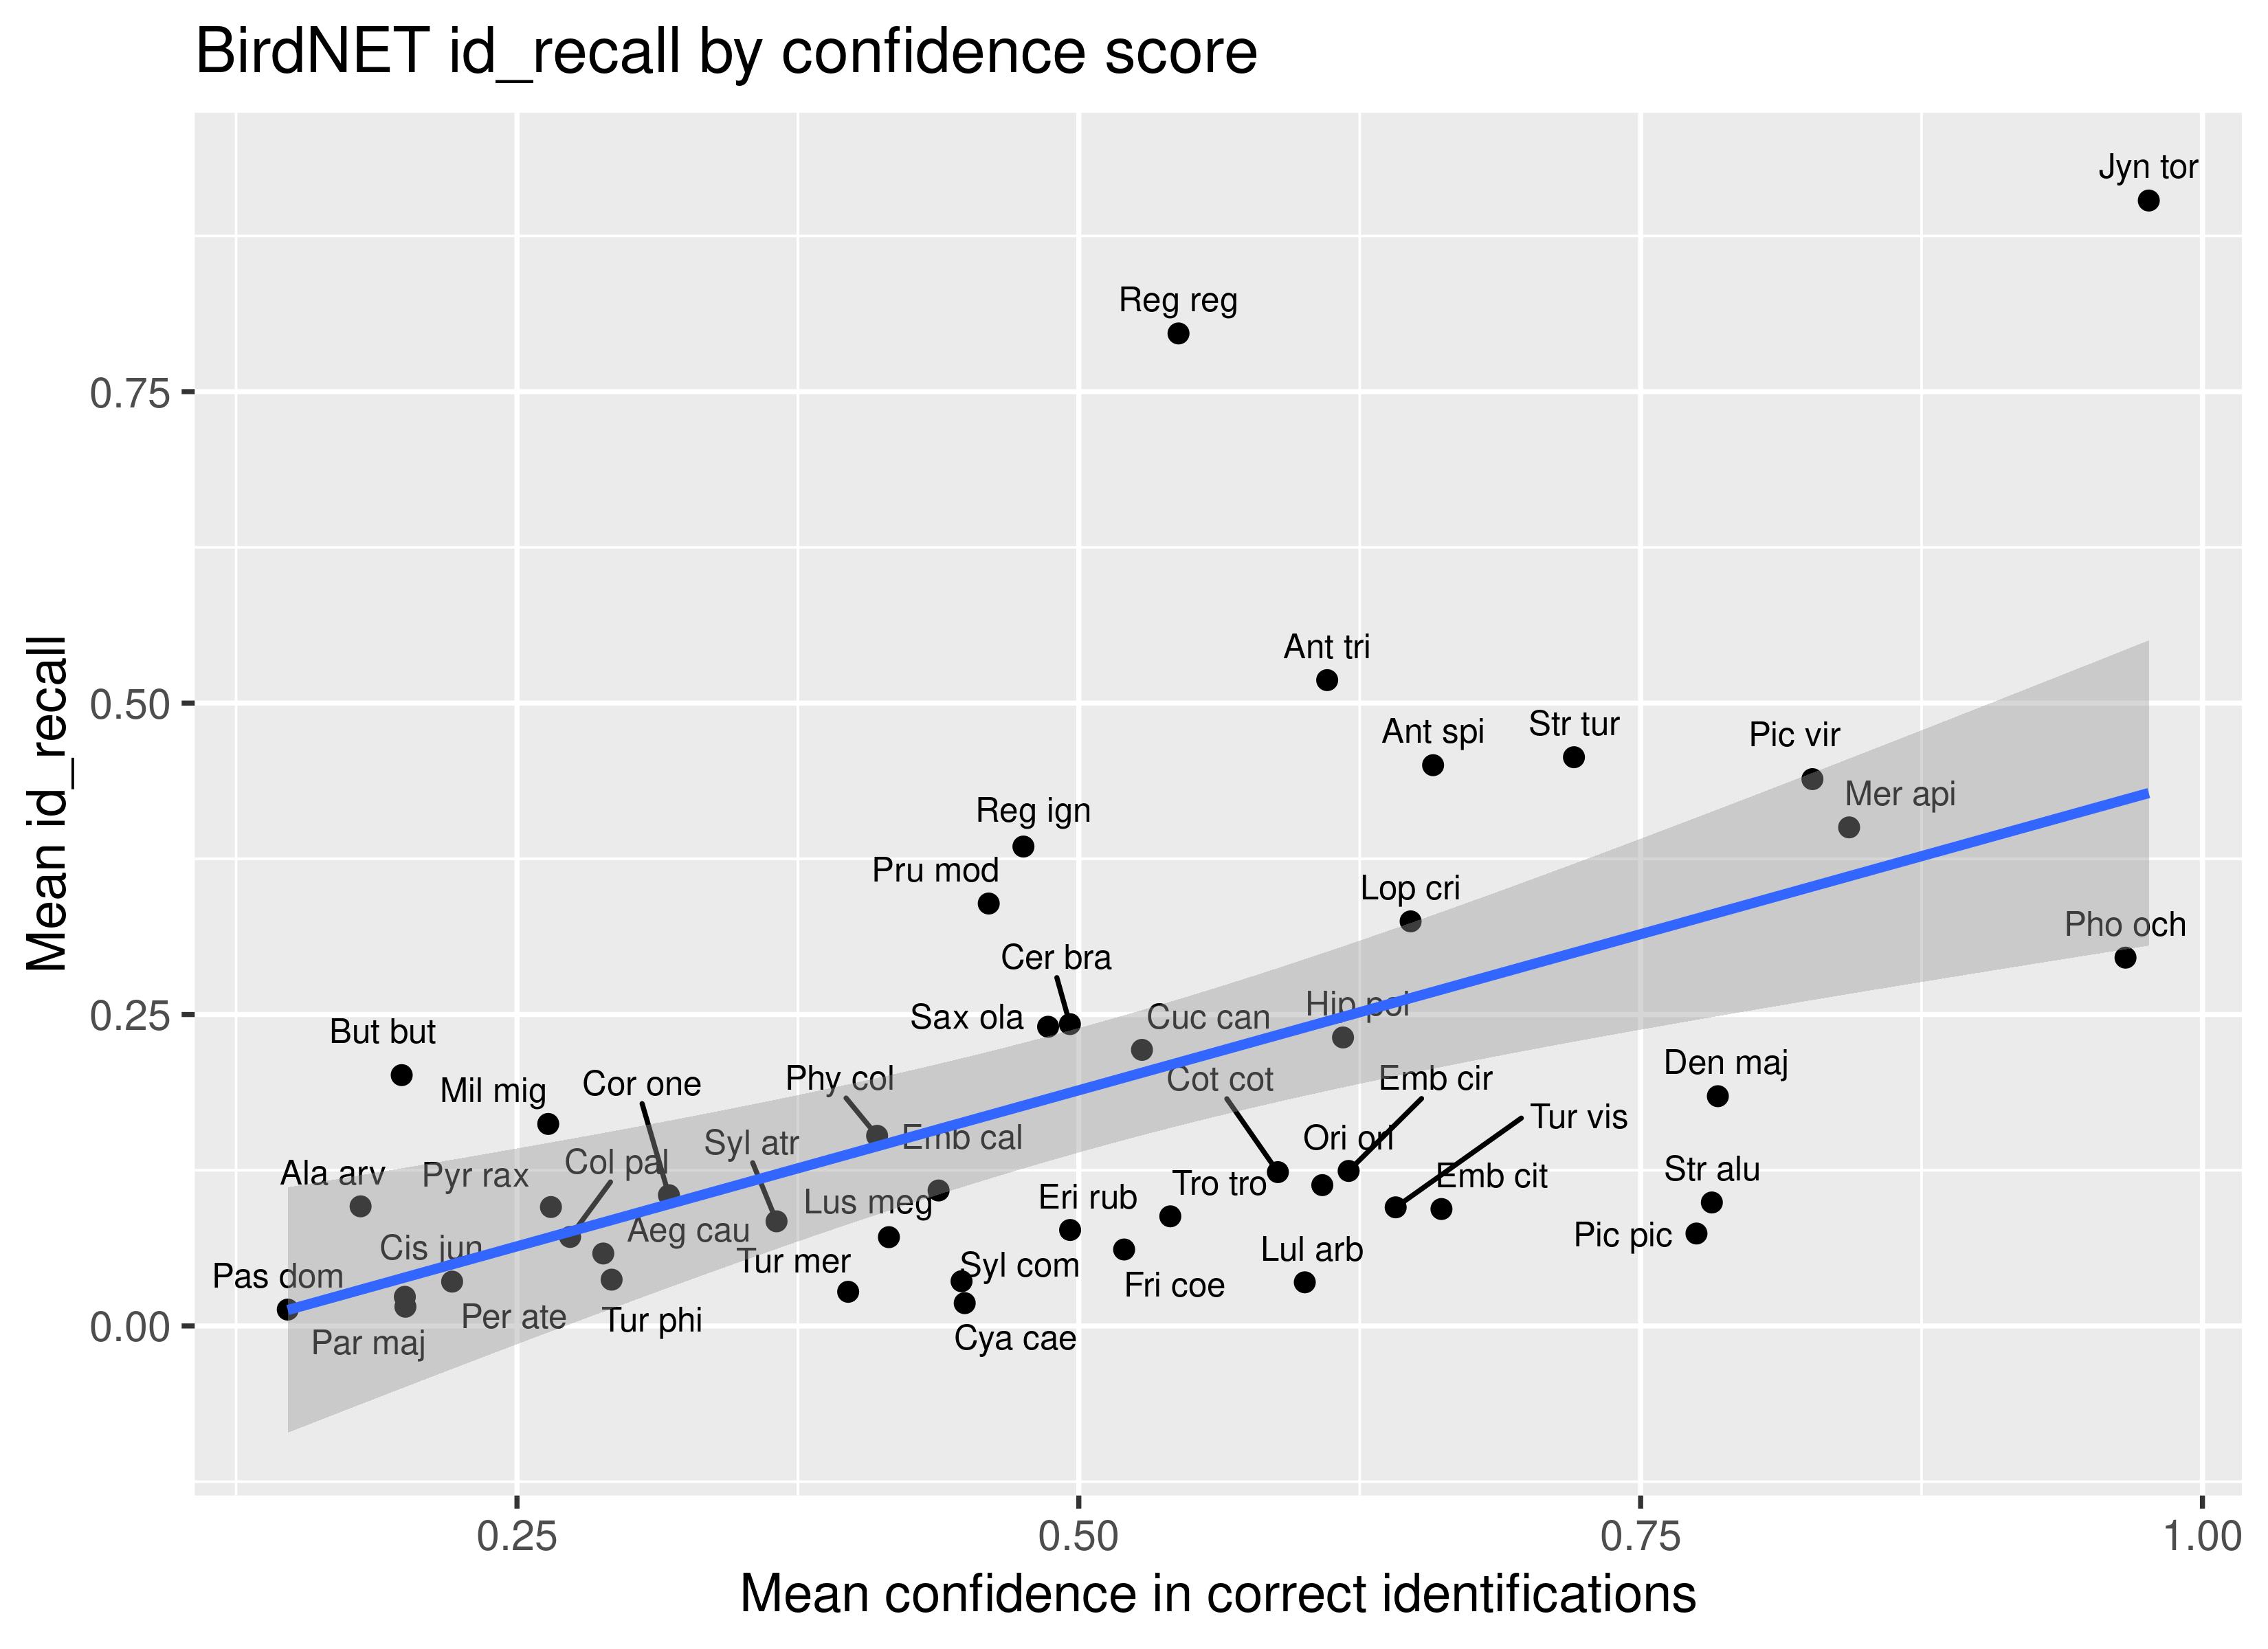 BirdNET id_recall by confidence score
Jyn tor
Reg reg
0.75
Ant tri
0.50
Str tur
Ant spi
Pic vir
Mer api
Reg ign
Pru mod
Lop cri
Pho och
Cer bra
Mean id_recall
0.25
Sax ola
Cuc can
Hip pol
But but
Den maj
Mil mig
Cor one
Phy col
Cot cot
Emb cir
Tur vis
Syl atr
Emb cal
Ori ori
Ala arv
Pyr rax
Col pal
Str alu
Emb cit
Tro tro
Lus meg
Eri rub
Aeg cau
Pic pic
Cis jun
Tur mer
Lul arb
Syl com
Pas dom
Fri coe
Per ate
Tur phi
0.00
Par maj
Cya cae
0.25
0.50
0.75
1.00
Mean confidence in correct identifications